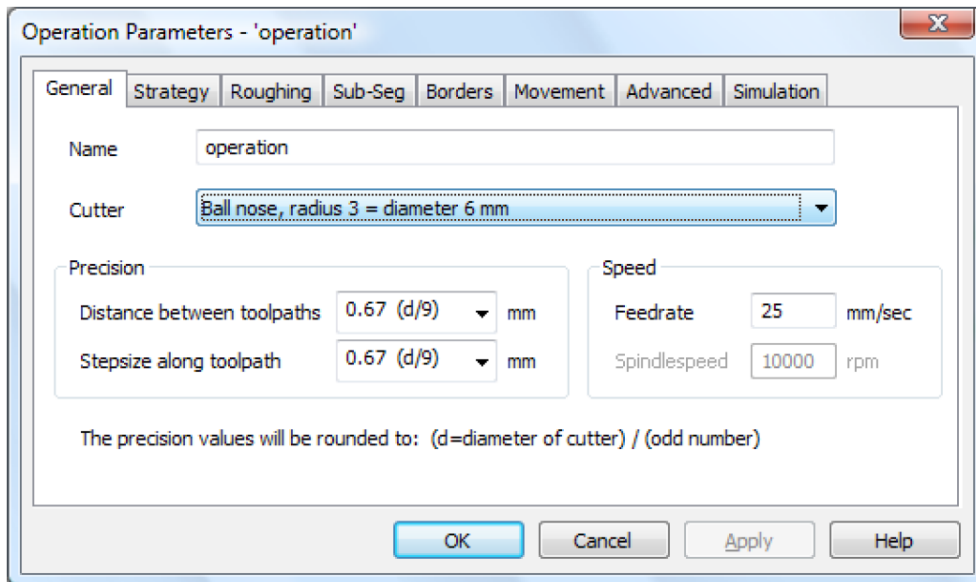 Operation Parameters - 'operation'
X
General Strategy Roughing Sub-Seg Borders Movement Advanced Simulation
Name operation
Cutter Ball nose, radius 3 = diameter 6 mm
Precision Speed
Distance between toolpaths 0.67 (d/9) mm Feedrate 25 mm/sec
Stepsize along toolpath 0.67 (d/9) mm Spindlespeed 10000 rpm
The precision values will be rounded to: (d=diameter of cutter) / (odd number)
OK Cancel Apply Help